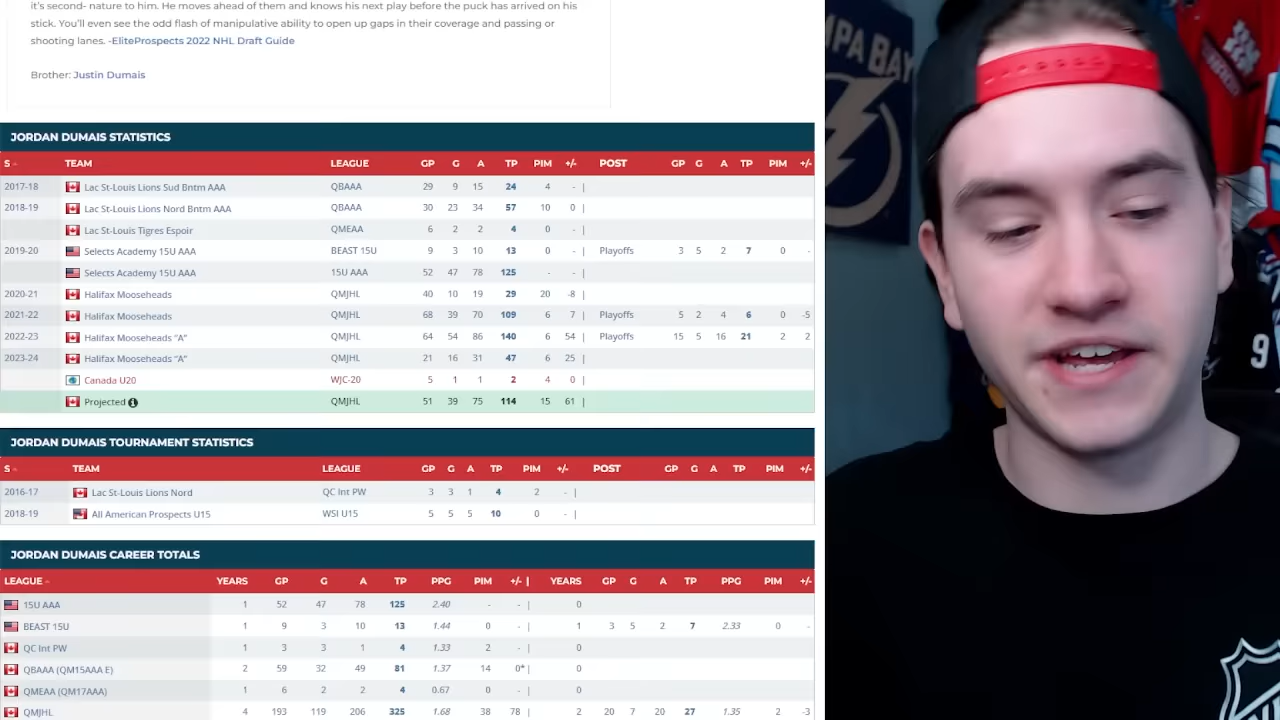 it's second- nature to him. He moves ahead of them and knows his next play before the puck has arrived on his
stick. You'll even see the odd flash of manipulative ability to open up gaps in their coverage and passing or
shooting lanes. -EliteProspects 2022 NHL Draft Guide
Brother: Justin Dumais
JORDAN DUMAIS STATISTICS
S TEAM LEAGUE GP G A TP PIM +/- POST GP G A TP PIM +/-
2017-18 Lac St-Louis Lions Sud Bntm AAA QBAAA 29 9 15 24 4 - |
2018-19 Lac St-Louis Lions Nord Bntm AAA QBAAA 30 23 34 57 10 0 |
Lac St-Louis Tigres Espoir QMEAA 6 2 2 4 0 - |
2019-20 Selects Academy 15U AAA BEAST 15U 9 3 10 13 0 - | Playoffs 3 5 2 7 0 -
Selects Academy 15U AAA 15U AAA 52 47 78 125 - - |
2020-21 Halifax Mooseheads QMJHL 40 10 19 29 20 -8 |
2021-22 Halifax Mooseheads QMJHL 68 39 70 109 6 7 | Playoffs 5 2 4 6 0 -5
2022-23 Halifax Mooseheads "A" QMJHL 64 54 86 140 6 54 | Playoffs 15 5 16 21 2 2
2023-24 Halifax Mooseheads "A" QMJHL 21 16 31 47 6 25 |
Canada U20 WJC-20 5 1 1 2 4 0 |
Projected QMJHL 51 39 75 114 15 61 |
JORDAN DUMAIS TOURNAMENT STATISTICS
S TEAM LEAGUE GP G A TP PIM +/- POST GP G A TP PIM +/-
2016-17 Lac St-Louis Lions Nord QC Int PW 3 3 1 4 2 - |
2018-19 All American Prospects U15 WSI U15 5 5 5 10 0 - |
JORDAN DUMAIS CAREER TOTALS
LEAGUE YEARS GP G A TP PPG PIM +/- | YEARS GP G A TP PPG PIM +/-
15U AAA 1 52 47 78 125 2.40 - - | 0
BEAST 15U 1 9 3 10 13 1.44 0 - | 1 3 5 2 7 2.33 0 -
QC Int PW 1 3 3 1 4 1.33 2 - | 0
QBAAA (QM15AAA E) 2 59 32 49 81 1.37 14 0* | 0
QMEAA (QM17AAA) 1 6 2 2 4 0.67 0 - | 0
QMJHL 4 193 119 206 325 1.68 38 78 | 2 20 7 20 27 1.35 2 -3
MPA BAY
9
NHL